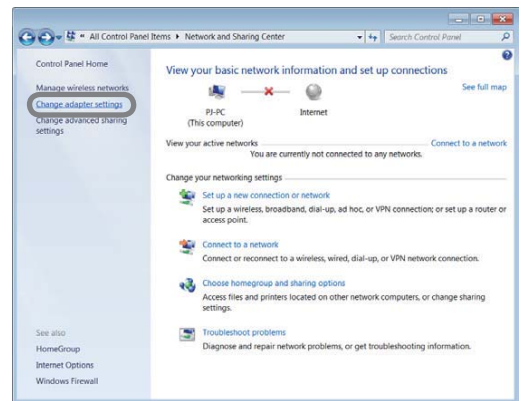 « All Control Panel Items ▸ Network and Sharing Center
Search Control Panel
Control Panel Home
Manage wireless networks
Change adapter settings
Change advanced sharing
settings
See also
HomeGroup
Internet Options
Windows Firewall
View your basic network information and set up connections
See full map
PJ-PC
(This computer)
Internet
View your active networks
Connect to a network
You are currently not connected to any networks.
Change your networking settings
Set up a new connection or network
Set up a wireless, broadband, dial-up, ad hoc, or VPN connection; or set up a router or
access point.
Connect to a network
Connect or reconnect to a wireless, wired, dial-up, or VPN network connection.
Choose homegroup and sharing options
Access files and printers located on other network computers, or change sharing
settings.
Troubleshoot problems
Diagnose and repair network problems, or get troubleshooting information.